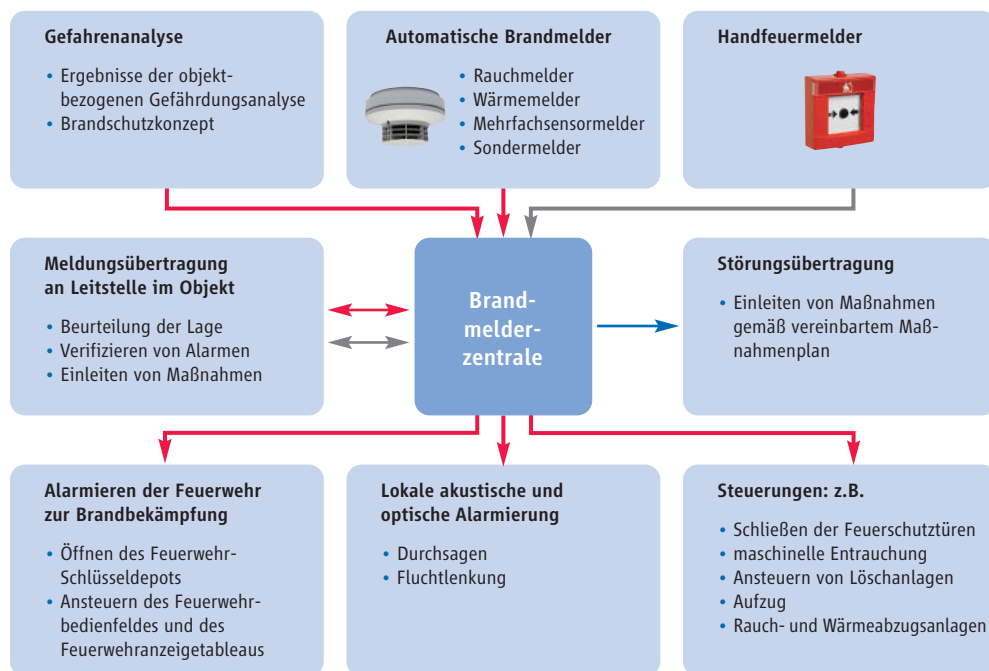 Gefahrenanalyse
• Ergebnisse der objekt-
bezogenen Gefährdungsanalyse
• Brandschutzkonzept
Automatische Brandmelder
• Rauchmelder
• Wärmemelder
• Mehrfachsensormelder
• Sondermelder
Handfeuermelder
Meldungsübertragung
an Leitstelle im Objekt
• Beurteilung der Lage
• Verifizieren von Alarmen
• Einleiten von Maßnahmen
Brand-
melder-
zentrale
Störungsübertragung
• Einleiten von Maßnahmen
gemäß vereinbartem Maß-
nahmenplan
Alarmieren der Feuerwehr
zur Brandbekämpfung
• Öffnen des Feuerwehr-
Schlüsseldepots
• Ansteuern des Feuerwehr-
bedienfeldes und des
Feuerwehranzeigetableaus
Lokale akustische und
optische Alarmierung
• Durchsagen
• Fluchtlenkung
Steuerungen: z.B.
• Schließen der Feuerschutztüren
• maschinelle Entrauchung
• Ansteuern von Löschanlagen
• Aufzug
• Rauch- und Wärmeabzugsanlagen